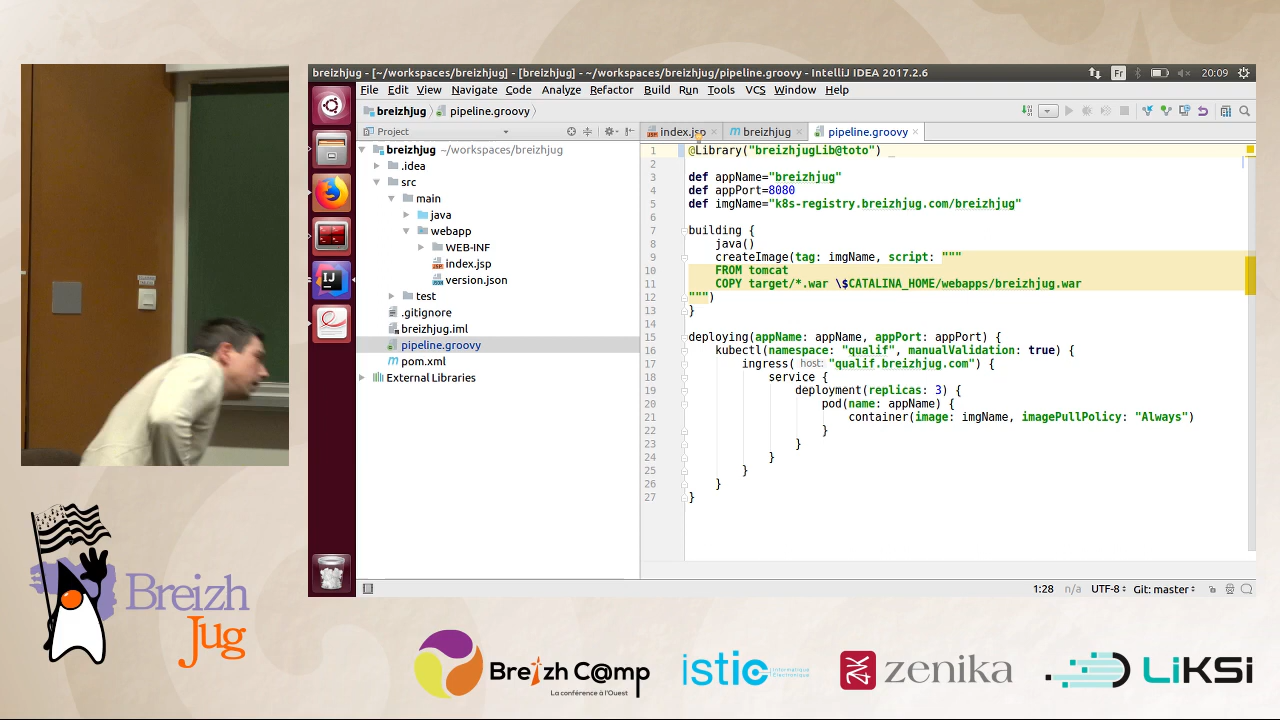 breizhjug - [~/workspaces/breizhjug] - [breizhjug] - ~/workspaces/breizhjug/pipeline.groovy - IntelliJ IDEA 2017.2.6
Fr
20:09
File Edit View Navigate Code Analyze Refactor Build Run Tools VCS Window Help
breizhjug pipeline.groovy
Project
index.jsp breizhjug pipeline.groovy
breizhjug ~/workspaces/breizhjug
.idea
src
main
java
webapp
WEB-INF
index.jsp
version.json
test
.gitignore
breizhjug.iml
pipeline.groovy
pom.xml
External Libraries
1 @Library("breizhjugLib@toto") _
2
3 def appName="breizhjug"
4 def appPort=8080
5 def imgName="k8s-registry.breizhjug.com/breizhjug"
6
7 building {
8 java()
9 createImage(tag: imgName, script: """
10 FROM tomcat
11 COPY target/*.war \$CATALINA_HOME/webapps/breizhjug.war
12 """)
13 }
14
15 deploying(appName: appName, appPort: appPort) {
16 kubectl(namespace: "qualif", manualValidation: true) {
17 ingress( host: "qualif.breizhjug.com") {
18 service {
19 deployment(replicas: 3) {
20 pod(name: appName) {
21 container(image: imgName, imagePullPolicy: "Always")
22 }
23 }
24 }
25 }
26 }
27 }
1:28 n/a UTF-8 Git: master
Breizh
Jug
Breizh C@mp
La conférence à l'Ouest
istic
Informatique
Électronique
ZK zenika
LiKSi